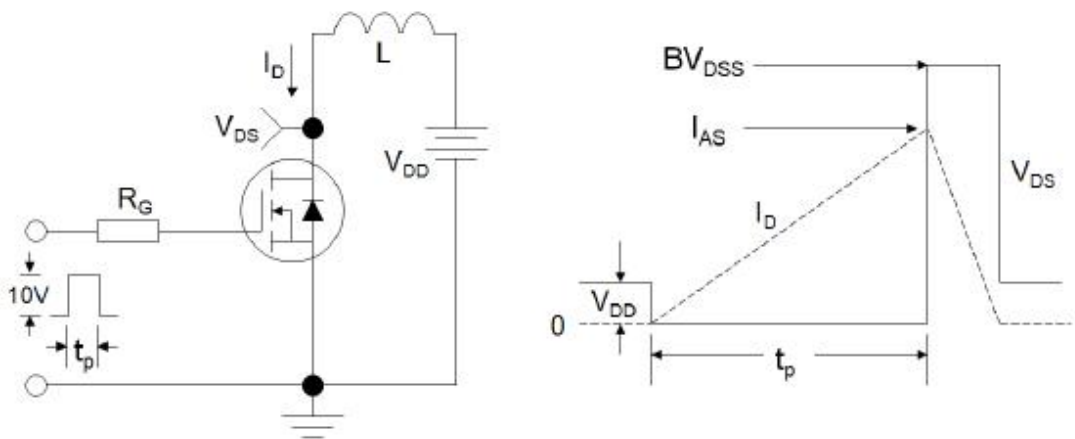 L
I_D
V_DS
V_DD
R_G
10V
t_p
BV_DSS
I_AS
V_DS
I_D
V_DD
0
t_p